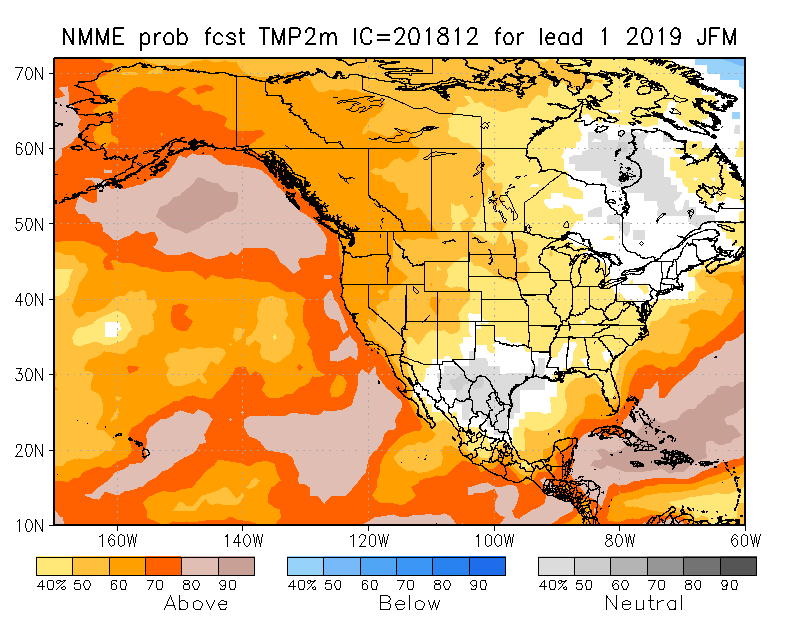 NMME prob fcst TMP2m IC=201812 for lead 1 2019 JFM
70N
60N
50N
40N
30N
20N
10N
160W 140W 120W 100W 80W 60W
40% 50 60 70 80 90 40% 50 60 70 80 90 40% 50 60 70 80 90
Above Below Neutral